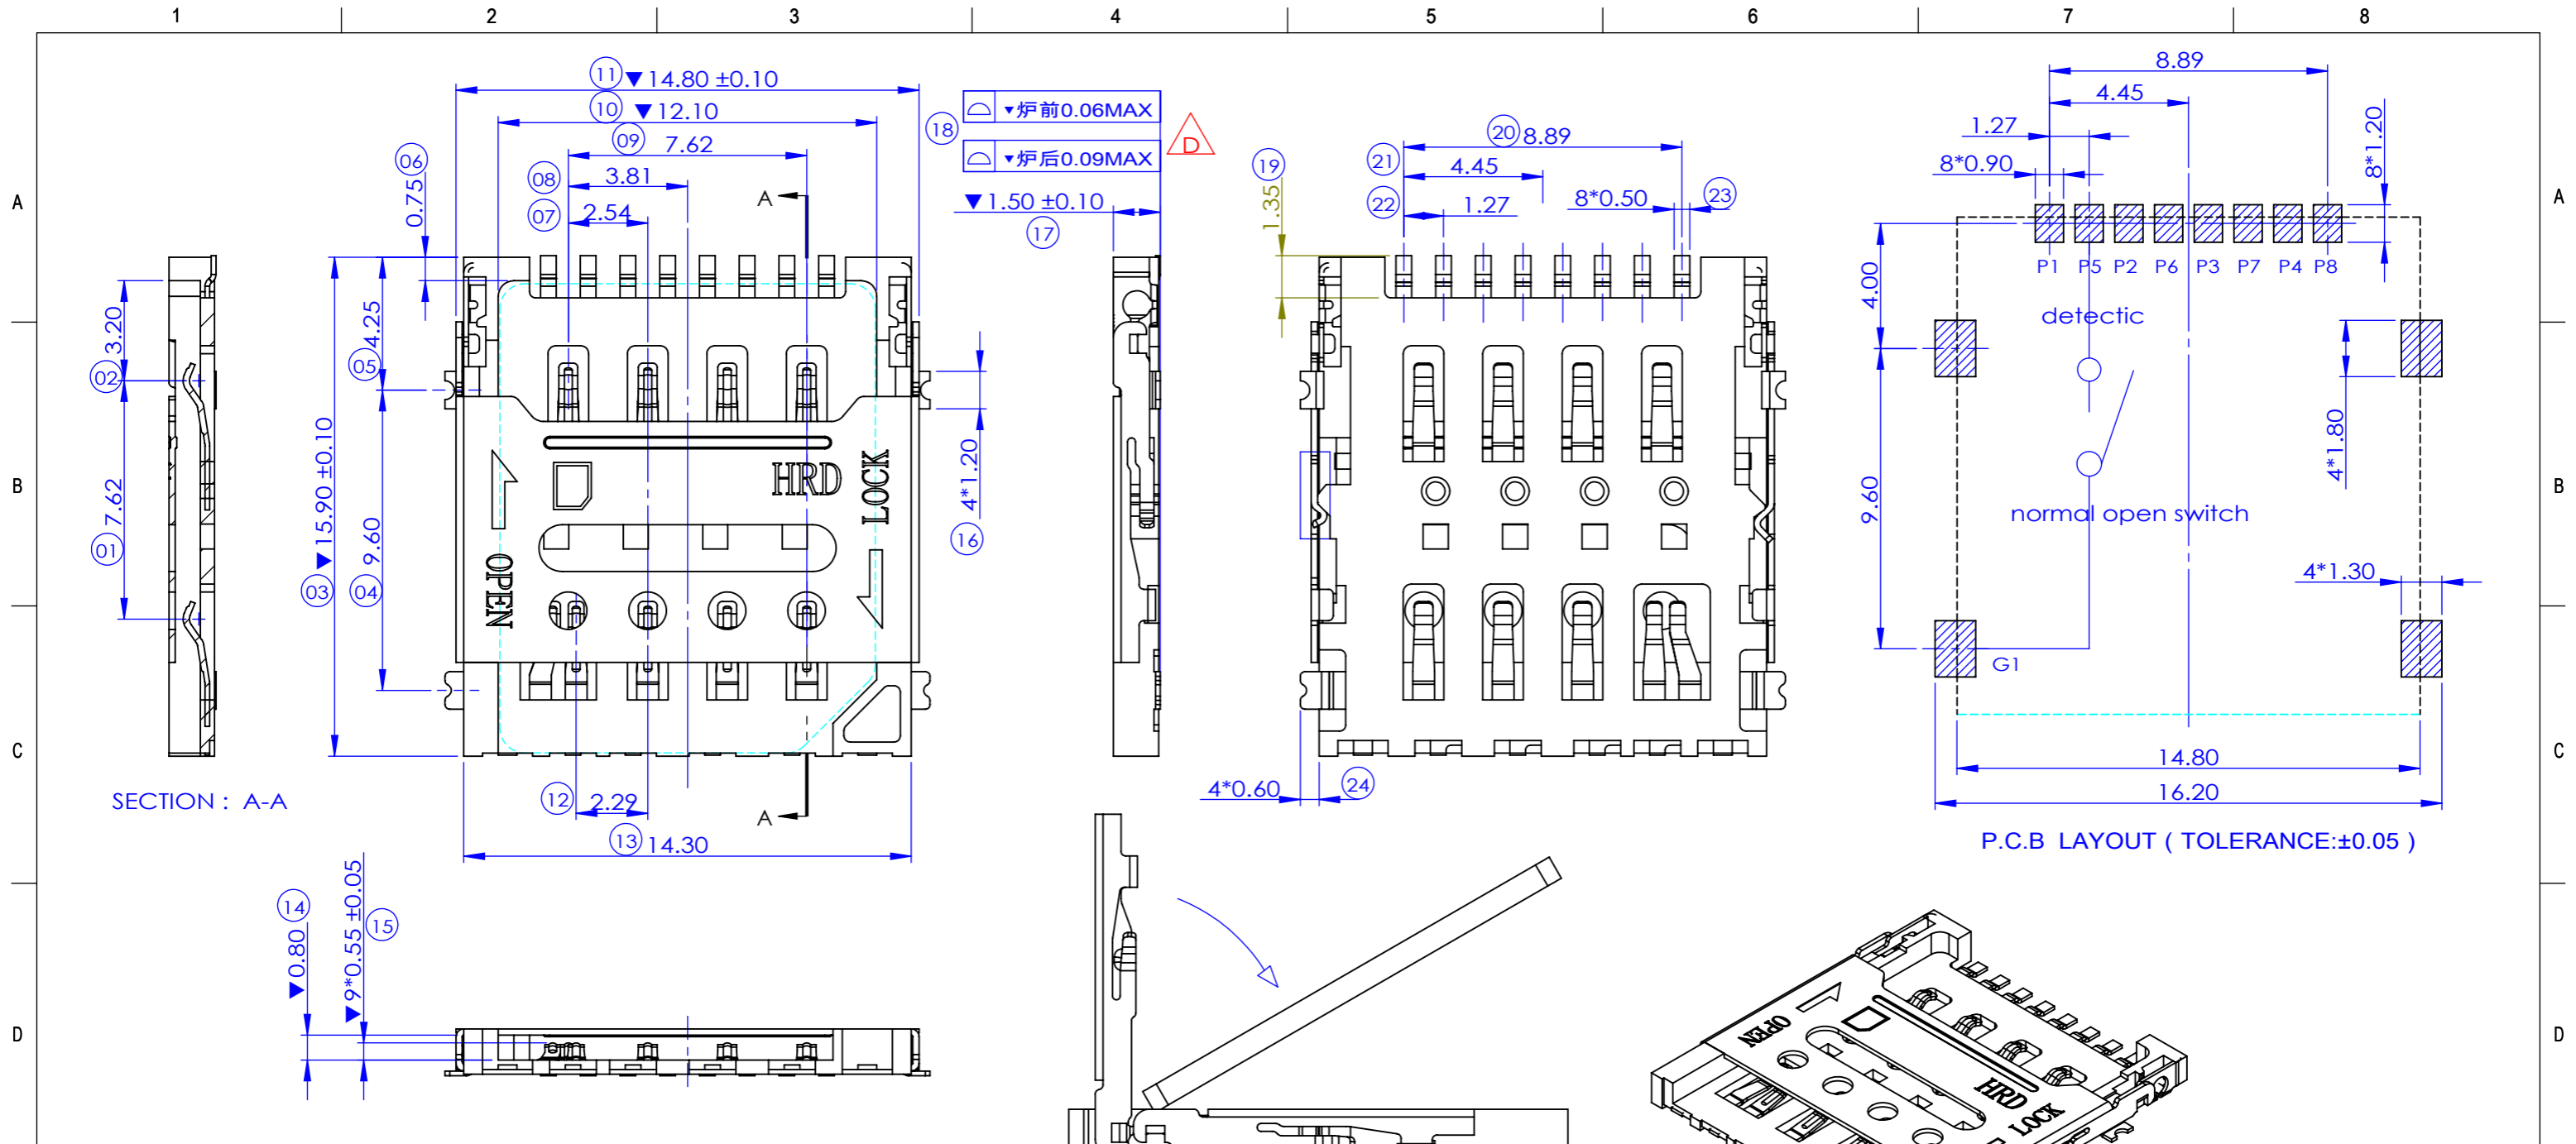 1 2 3 4 5 6 7 8
A
B
C
D
A
B
C
D
02 3.20
01 7.62
SECTION : A-A
11 ▼14.80 ±0.10
10 ▼12.10
09
7.62
08 3.81
07 2.54
06
0.75
05 4.25
03 ▼15.90 ±0.10
04 9.60
A
A
OPEN
HRD
LOCK
4*1.20
16
12 2.29
13 14.30
18
▼炉前0.06MAX
▼炉后0.09MAX
D
▼1.50 ±0.10
17
19
1.35
20 8.89
21 4.45
22 1.27
8*0.50 23
4*0.60 24
8.89
4.45
1.27
8*0.90
8*1.20
P1 P5 P2 P6 P3 P7 P4 P8
4.00
detectic
4*1.80
9.60
normal open switch
4*1.30
G1
14.80
16.20
P.C.B LAYOUT ( TOLERANCE:±0.05 )
14
▼0.80
▼9*0.55 ±0.05
15
OPEN
HRD
LOCK